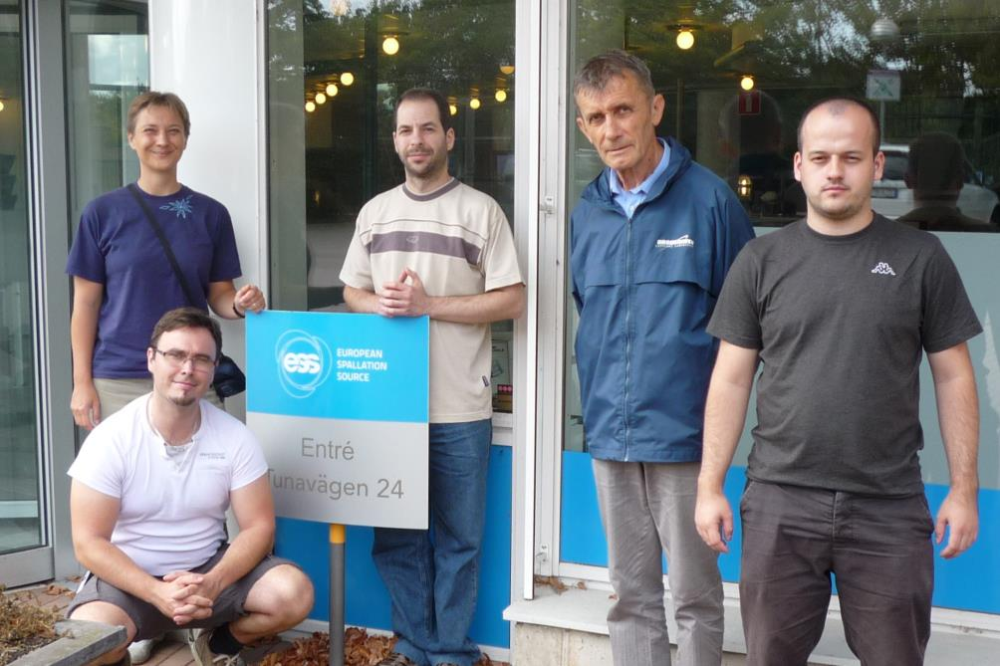 ess
EUROPEAN
SPALLATION
SOURCE
Entré
Tunavägen 24